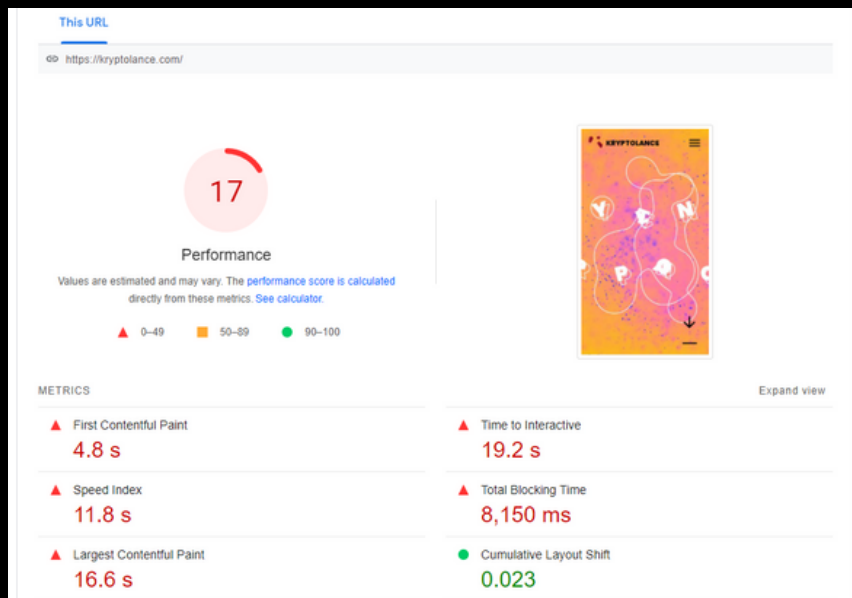 This URL
https://kryptolance.com/
17
Performance
Values are estimated and may vary. The performance score is calculated
directly from these metrics. See calculator.
0–49
50–89
90–100
KRYPTOLANCE
Y E N
P P O
METRICS
Expand view
First Contentful Paint
4.8 s
Time to Interactive
19.2 s
Speed Index
11.8 s
Total Blocking Time
8,150 ms
Largest Contentful Paint
16.6 s
Cumulative Layout Shift
0.023